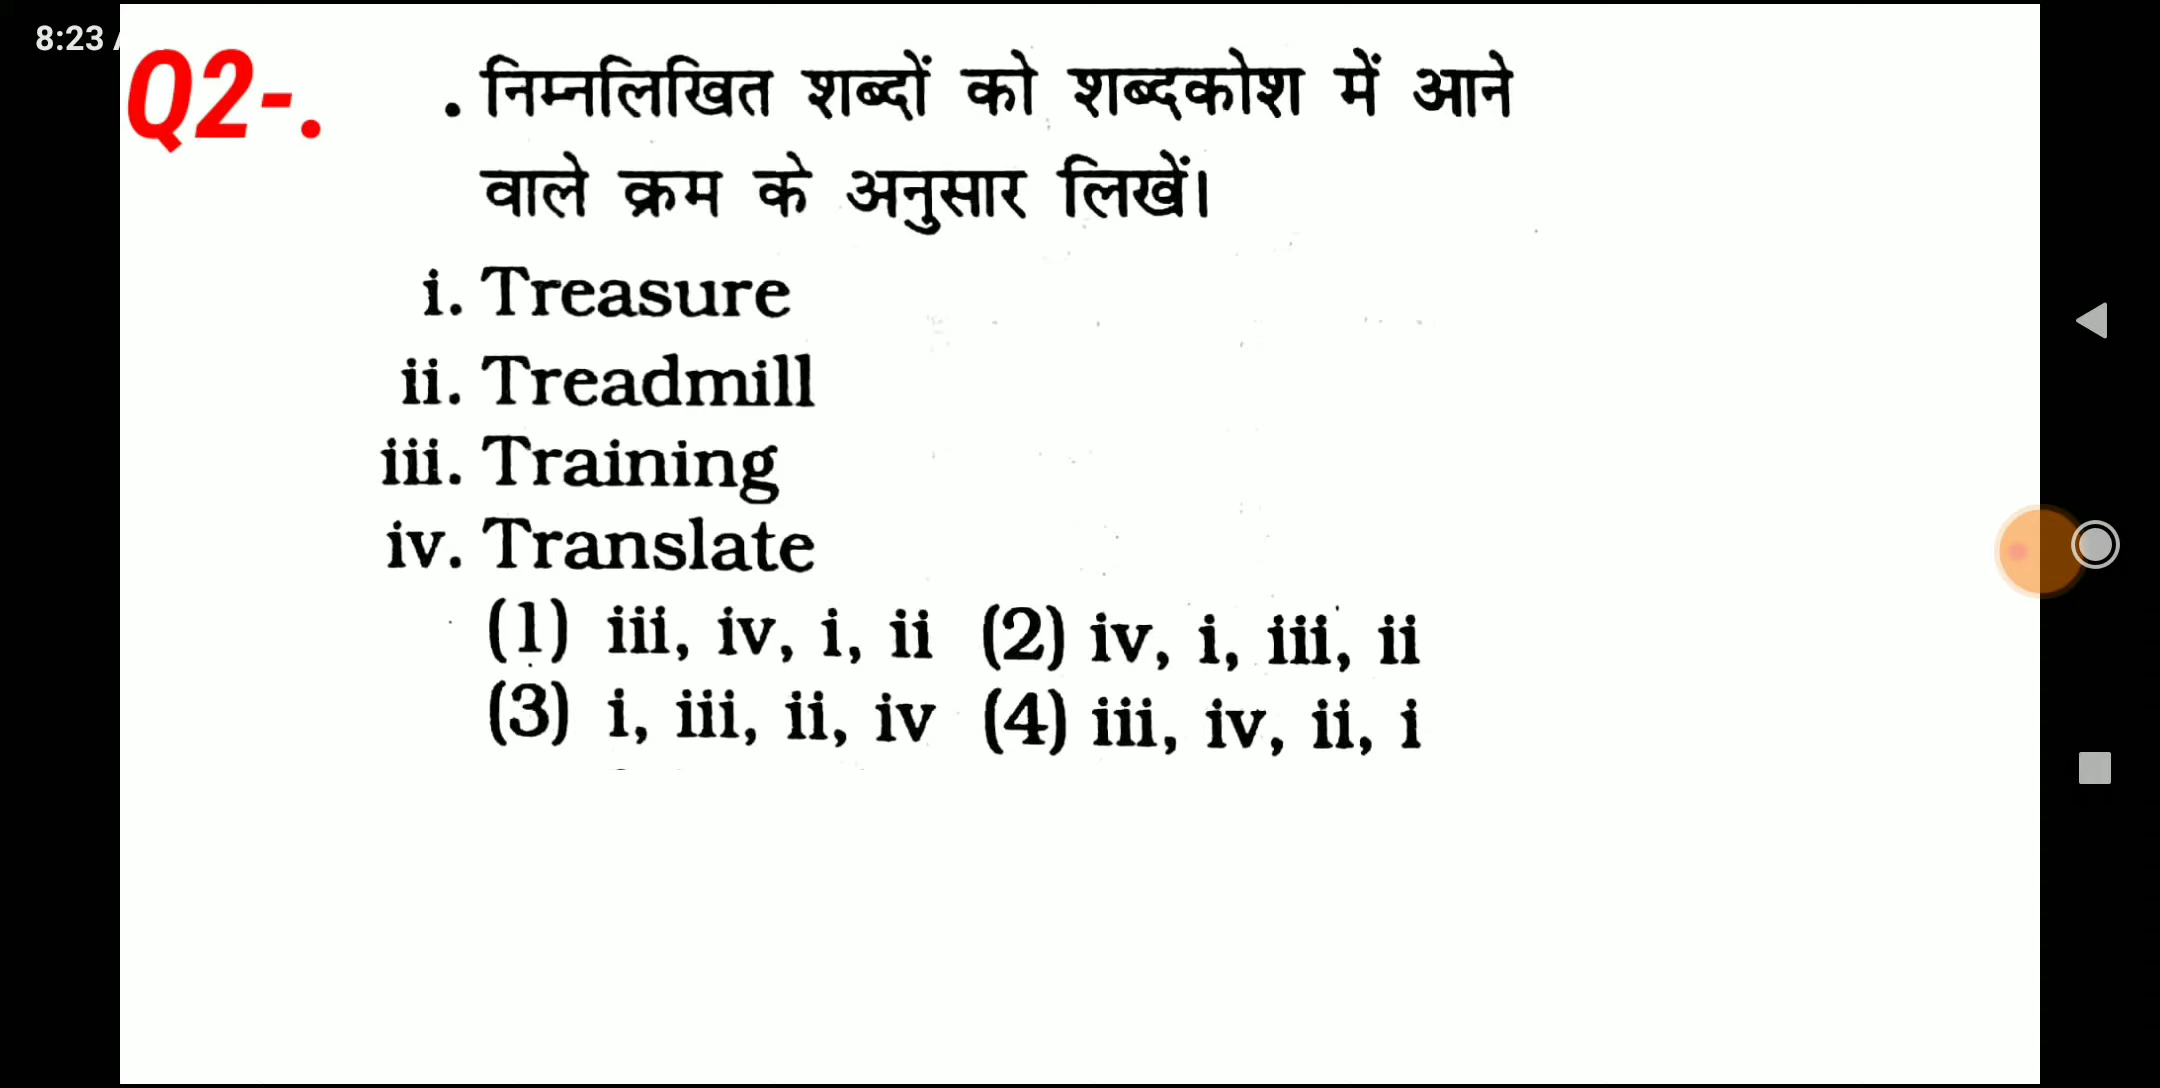 8:23
Q2-. . निम्नलिखित शब्दों को शब्दकोश में आने
वाले क्रम के अनुसार लिखें।
i. Treasure
ii. Treadmill
iii. Training
iv. Translate
(1) iii, iv, i, ii (2) iv, i, iii, ii
(3) i, iii, ii, iv (4) iii, iv, ii, i